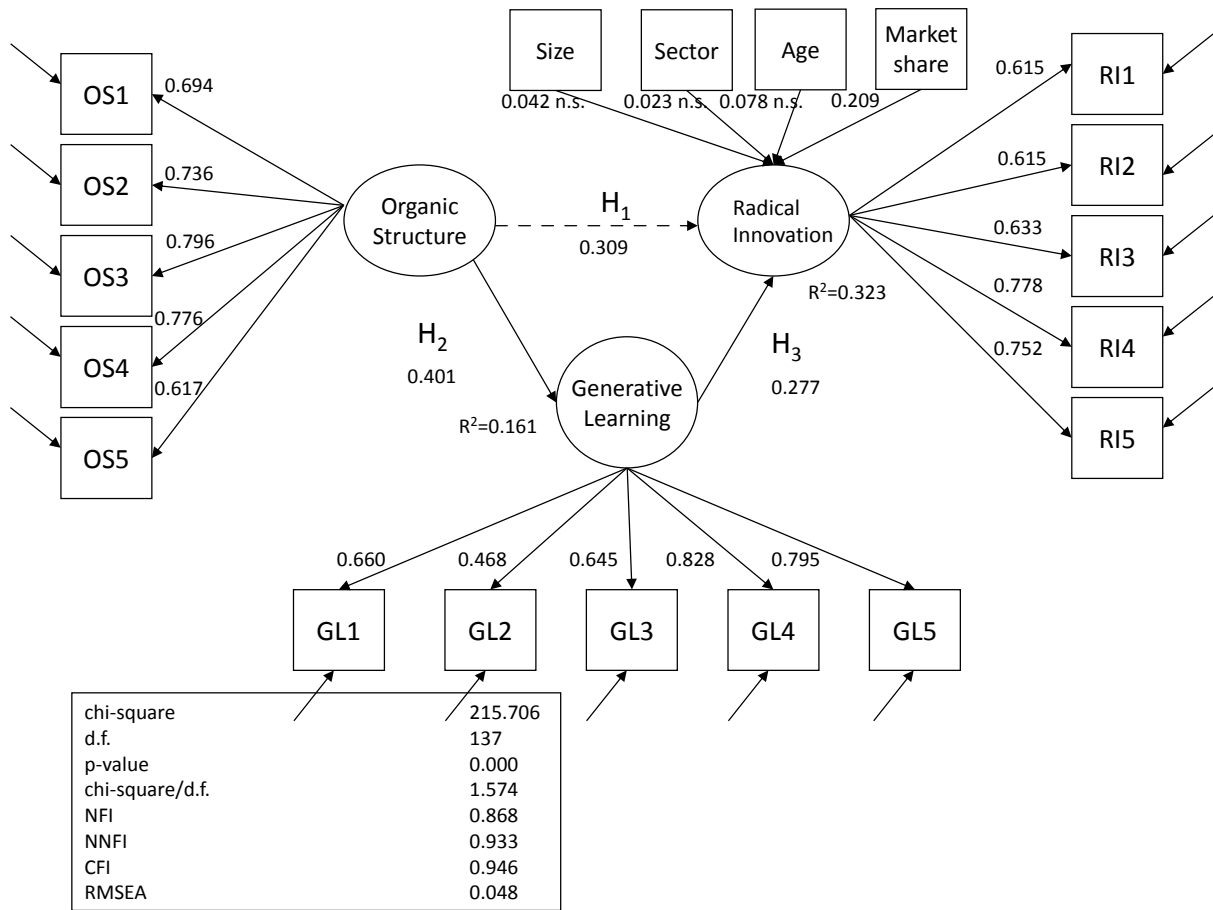 Size
Sector
Age
Market
share
0.042 n.s.
0.023 n.s.
0.078 n.s.
0.209
OS1
OS2
OS3
OS4
OS5
0.694
0.736
0.796
0.776
0.617
Organic
Structure
H1
0.309
Radical
Innovation
R²=0.323
0.615
0.615
0.633
0.778
0.752
RI1
RI2
RI3
RI4
RI5
H2
0.401
R²=0.161
Generative
Learning
H3
0.277
0.660
0.468
0.645
0.828
0.795
GL1
GL2
GL3
GL4
GL5
chi-square 215.706
d.f. 137
p-value 0.000
chi-square/d.f. 1.574
NFI 0.868
NNFI 0.933
CFI 0.946
RMSEA 0.048